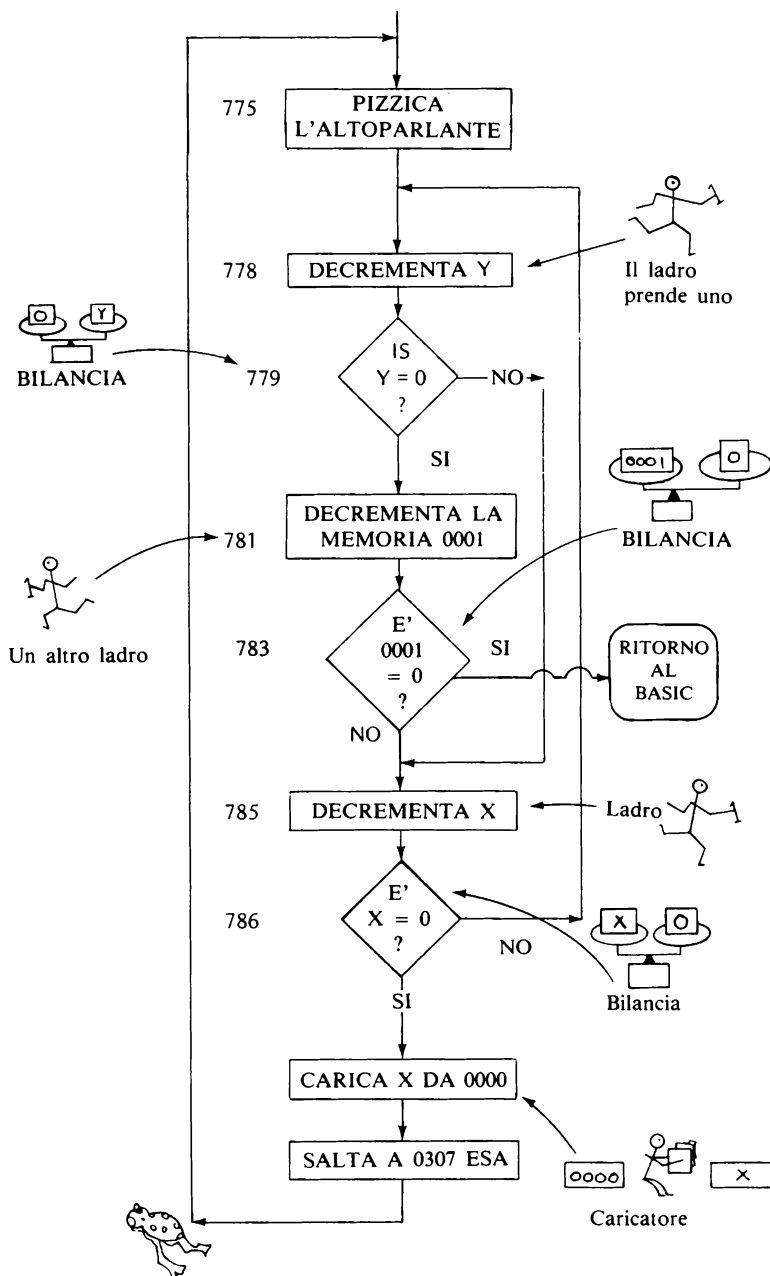 775
PIZZICA
L'ALTOPARLANTE
778
DECREMENTA Y
Il ladro
prende uno
O Y
BILANCIA
779
IS
Y = 0
?
NO
SI
0001 O
BILANCIA
781
DECREMENTA LA
MEMORIA 0001
Un altro ladro
783
E'
0001
= 0
?
SI
NO
RITORNO
AL
BASIC
785
DECREMENTA X
Ladro
786
E'
X = 0
?
NO
SI
X O
Bilancia
CARICA X DA 0000
SALTA A 0307 ESA
0000 X
Caricatore